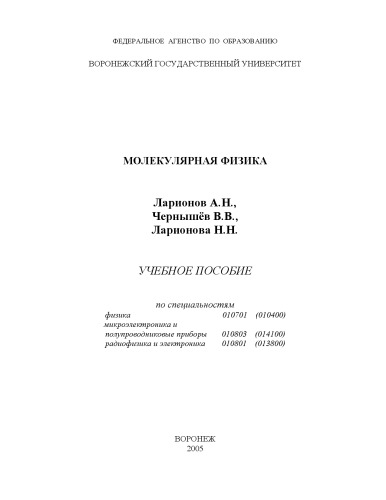 ФЕДЕРАЛЬНОЕ АГЕНСТВО ПО ОБРАЗОВАНИЮ
ВОРОНЕЖСКИЙ ГОСУДАРСТВЕННЫЙ УНИВЕРСИТЕТ
МОЛЕКУЛЯРНАЯ ФИЗИКА
Ларионов А.Н.,
Чернышёв В.В.,
Ларионова Н.Н.
УЧЕБНОЕ ПОСОБИЕ
по специальностям
физика 010701 (010400)
микроэлектроника и
полупроводниковые приборы 010803 (014100)
радиофизика и электроника 010801 (013800)
ВОРОНЕЖ
2005